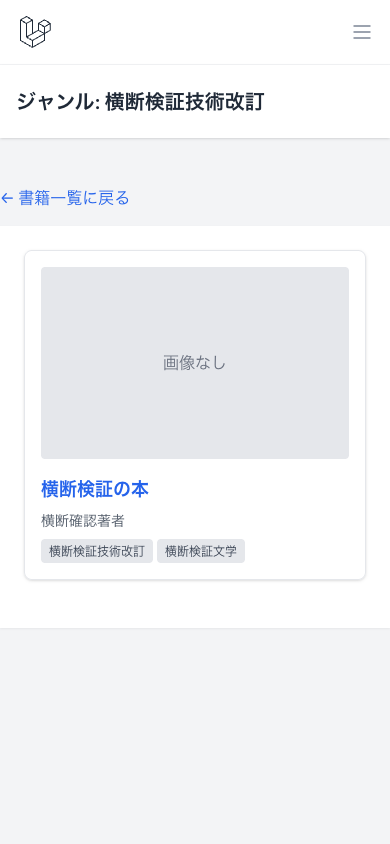 ジャンル: 横断検証技術改訂
← 書籍一覧に戻る
画像なし
横断検証の本
横断確認著者
横断検証技術改訂 横断検証文学